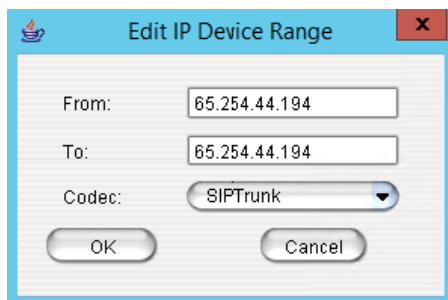 Edit IP Device Range
x
From: 65.254.44.194
To: 65.254.44.194
Codec: SIPTrunk
OK Cancel